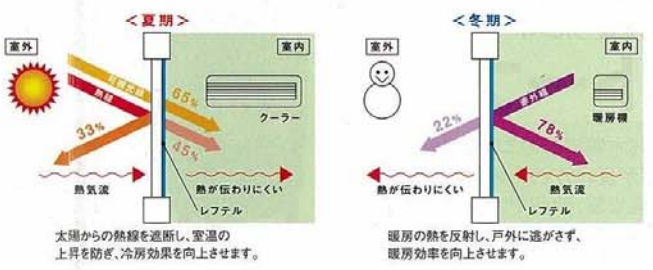 ＜夏期＞
室外
室内
可視光線
熱線
65%
33%
45%
クーラー
熱気流
熱が伝わりにくい
レフテル
太陽からの熱線を遮断し、室温の
上昇を防ぎ、冷房効果を向上させます。
＜冬期＞
室外
室内
赤外線
22%
78%
暖房機
熱が伝わりにくい
熱気流
レフテル
暖房の熱を反射し、戸外に逃がさず、
暖房効率を向上させます。